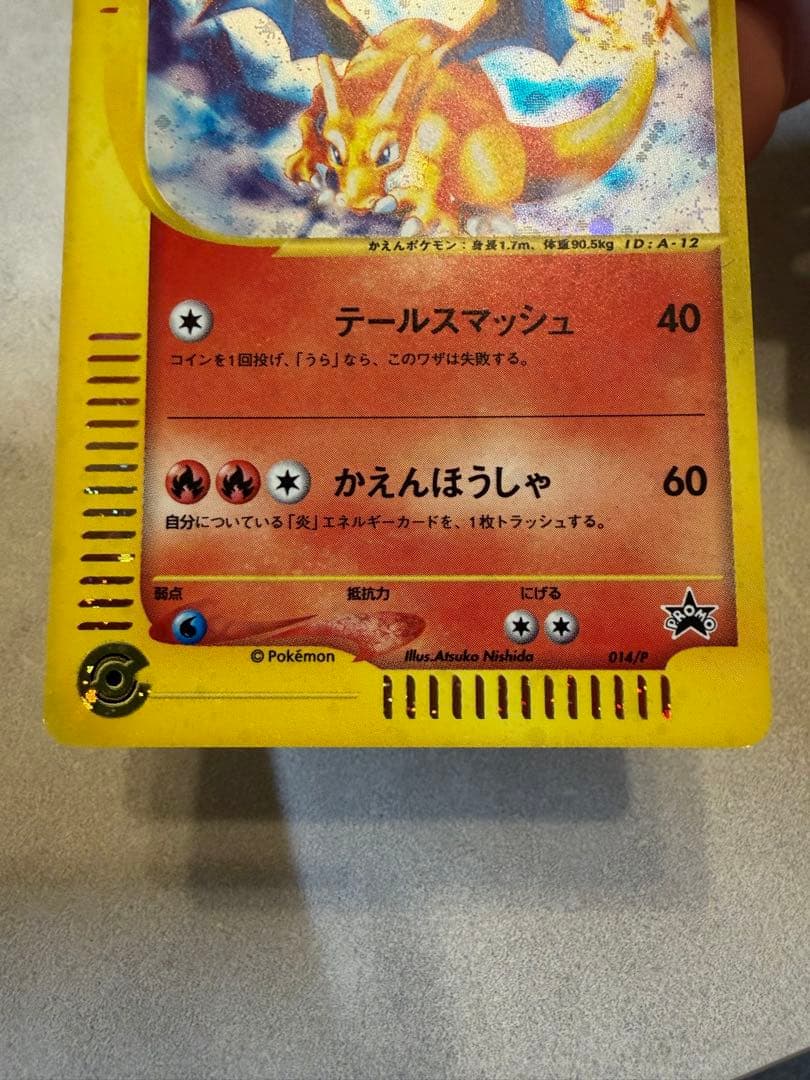 かえんポケモン：身長1.7m、体重90.5kg ID:A-12
テールスマッシュ 40
コインを1回投げ、「うら」なら、このワザは失敗する。
かえんほうしゃ 60
自分についている「炎」エネルギーカードを、1枚トラッシュする。
弱点 抵抗力 にげる
PROMO
© Pokémon Illus.Atsuko Nishida 014/P